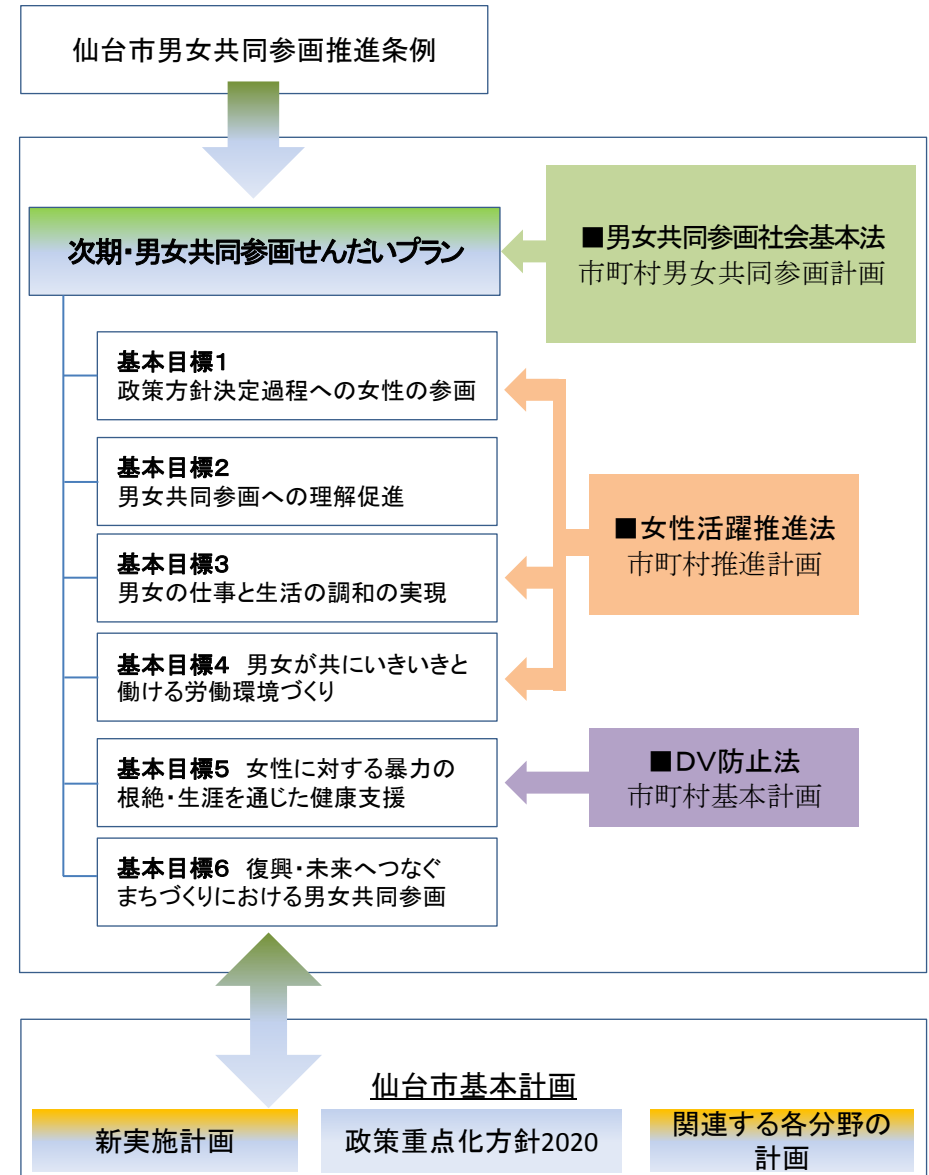 仙台市男女共同参画推進条例
次期・男女共同参画せんだいプラン
■男女共同参画社会基本法
市町村男女共同参画計画
基本目標１
政策方針決定過程への女性の参画
基本目標２
男女共同参画への理解促進
基本目標３
男女の仕事と生活の調和の実現
基本目標４　男女が共にいきいきと
働ける労働環境づくり
■女性活躍推進法
市町村推進計画
基本目標５　女性に対する暴力の
根絶・生涯を通じた健康支援
■ＤＶ防止法
市町村基本計画
基本目標６　復興・未来へつなぐ
まちづくりにおける男女共同参画
仙台市基本計画
新実施計画
政策重点化方針2020
関連する各分野の
計画